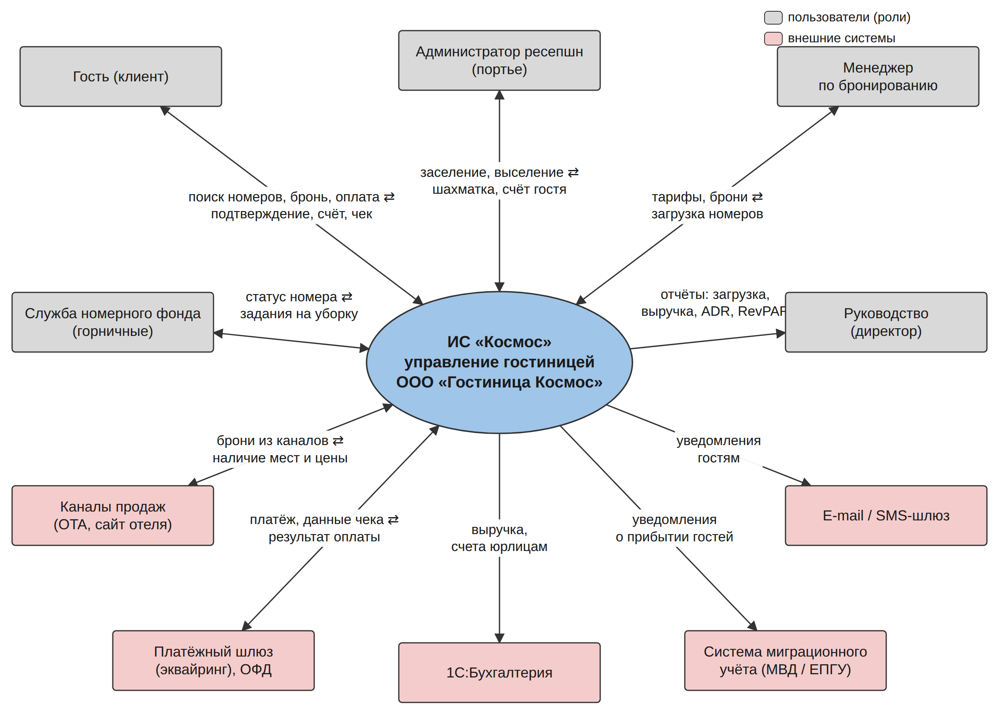 пользователи (роли)
внешние системы
Гость (клиент)
Администратор ресепшн
(портье)
Менеджер
по бронированию
заселение, выселение ⇄
шахматка, счёт гостя
поиск номеров, бронь, оплата ⇄
подтверждение, счёт, чек
тарифы, брони ⇄
загрузка номеров
Служба номерного фонда
(горничные)
статус номера ⇄
задания на уборку
отчёты: загрузка,
выручка, ADR, RevPAR
Руководство
(директор)
ИС «Космос»
управление гостиницей
ООО «Гостиница Космос»
брони из каналов ⇄
наличие мест и цены
уведомления
гостям
Каналы продаж
(ОТА, сайт отеля)
E-mail / SMS-шлюз
платёж, данные чека ⇄
результат оплаты
выручка,
счета юрлицам
уведомления
о прибытии гостей
Платёжный шлюз
(эквайринг), ОФД
1С:Бухгалтерия
Система миграционного
учёта (МВД / ЕПГУ)